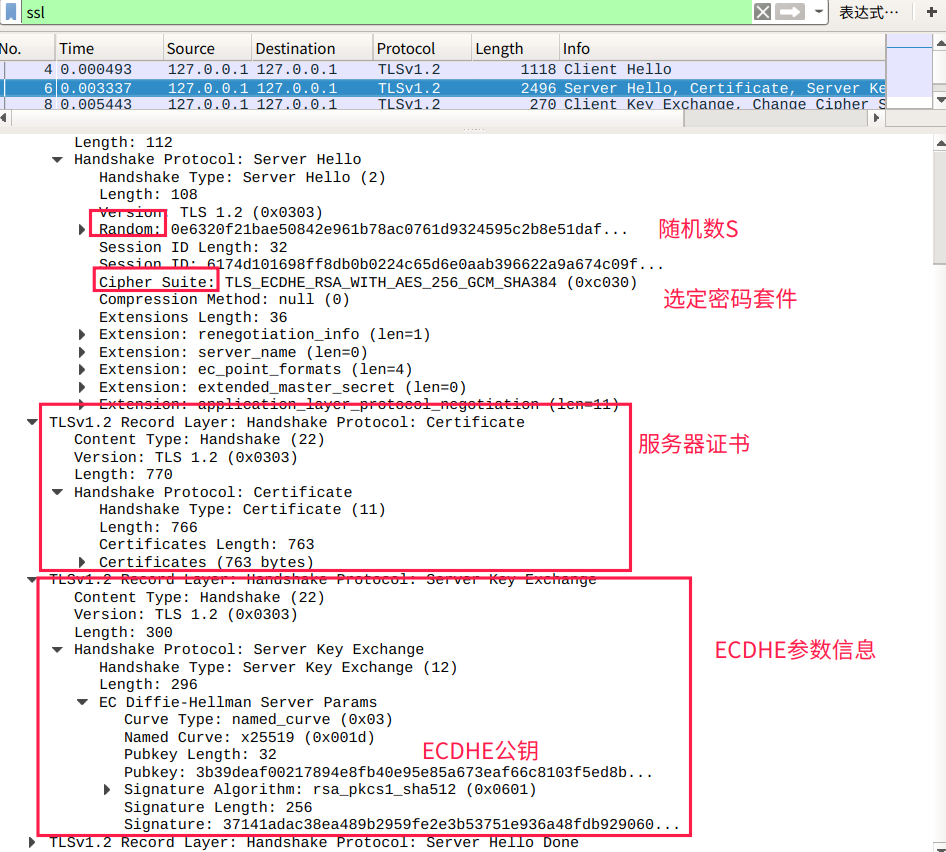 ssl
表达式…
No. Time Source Destination Protocol Length Info
4 0.000493 127.0.0.1 127.0.0.1 TLSv1.2 1118 Client Hello
6 0.003337 127.0.0.1 127.0.0.1 TLSv1.2 2496 Server Hello, Certificate, Server Ke
8 0.005443 127.0.0.1 127.0.0.1 TLSv1.2 270 Client Key Exchange, Change Cipher S
Length: 112
Handshake Protocol: Server Hello
Handshake Type: Server Hello (2)
Length: 108
Version: TLS 1.2 (0x0303)
Random: 0e6320f21bae50842e961b78ac0761d9324595c2b8e51daf...
随机数S
Session ID Length: 32
Session ID: 6174d101698ff8db0b0224c65d6e0aab396622a9a674c09f...
Cipher Suite: TLS_ECDHE_RSA_WITH_AES_256_GCM_SHA384 (0xc030)
选定密码套件
Compression Method: null (0)
Extensions Length: 36
Extension: renegotiation_info (len=1)
Extension: server_name (len=0)
Extension: ec_point_formats (len=4)
Extension: extended_master_secret (len=0)
Extension: application_layer_protocol_negotiation (len=11)
TLSv1.2 Record Layer: Handshake Protocol: Certificate
Content Type: Handshake (22)
服务器证书
Version: TLS 1.2 (0x0303)
Length: 770
Handshake Protocol: Certificate
Handshake Type: Certificate (11)
Length: 766
Certificates Length: 763
Certificates (763 bytes)
TLSv1.2 Record Layer: Handshake Protocol: Server Key Exchange
Content Type: Handshake (22)
Version: TLS 1.2 (0x0303)
Length: 300
Handshake Protocol: Server Key Exchange
ECDHE参数信息
Handshake Type: Server Key Exchange (12)
Length: 296
EC Diffie-Hellman Server Params
Curve Type: named_curve (0x03)
Named Curve: x25519 (0x001d)
Pubkey Length: 32
ECDHE公钥
Pubkey: 3b39deaf00217894e8fb40e95e85a673eaf66c8103f5ed8b...
Signature Algorithm: rsa_pkcs1_sha512 (0x0601)
Signature Length: 256
Signature: 37141adac38ea489b2959fe2e3b53751e936a48fdb929060...
TLSv1.2 Record Layer: Handshake Protocol: Server Hello Done